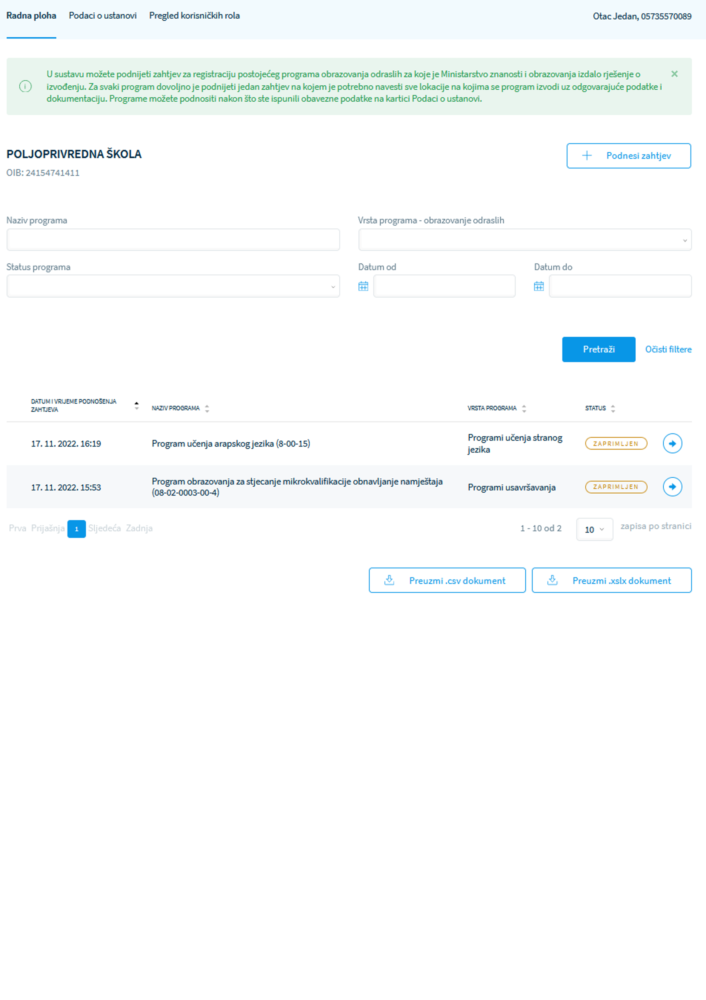 Radna ploha Podaci o ustanovi Pregled korisničkih rola Otac Jedan, 05735570089
U sustavu možete podnijeti zahtjev za registraciju postojećeg programa obrazovanja odraslih za koje je Ministarstvo znanosti i obrazovanja izdalo rješenje o
izvođenju. Za svaki program dovoljno je podnijeti jedan zahtjev na kojem je potrebno navesti sve lokacije na kojima se program izvodi uz odgovarajuće podatke i
dokumentaciju. Programe možete podnositi nakon što ste ispunili obavezne podatke na kartici Podaci o ustanovi.
POLJOPRIVREDNA ŠKOLA
Podnesi zahtjev
OIB: 24154741411
Naziv programa Vrsta programa - obrazovanje odraslih
Status programa Datum od Datum do
Pretraži Očisti filtere
DATUM I VRIJEME PODNOŠENJA
ZAHTJEVA
NAZIV PROGRAMA VRSTA PROGRAMA STATUS
17. 11. 2022. 16:19 Program učenja arapskog jezika (8-00-15) Programi učenja stranog
jezika
ZAPRIMLJEN
17. 11. 2022. 15:53 Program obrazovanja za stjecanje mikrokvalifikacije obnavljanje namještaja
(08-02-0003-00-4)
Programi usavršavanja ZAPRIMLJEN
Prva Prijašnja 1 Sljedeća Zadnja 1 - 10 od 2 10 zapisa po stranici
Preuzmi .csv dokument Preuzmi .xslx dokument